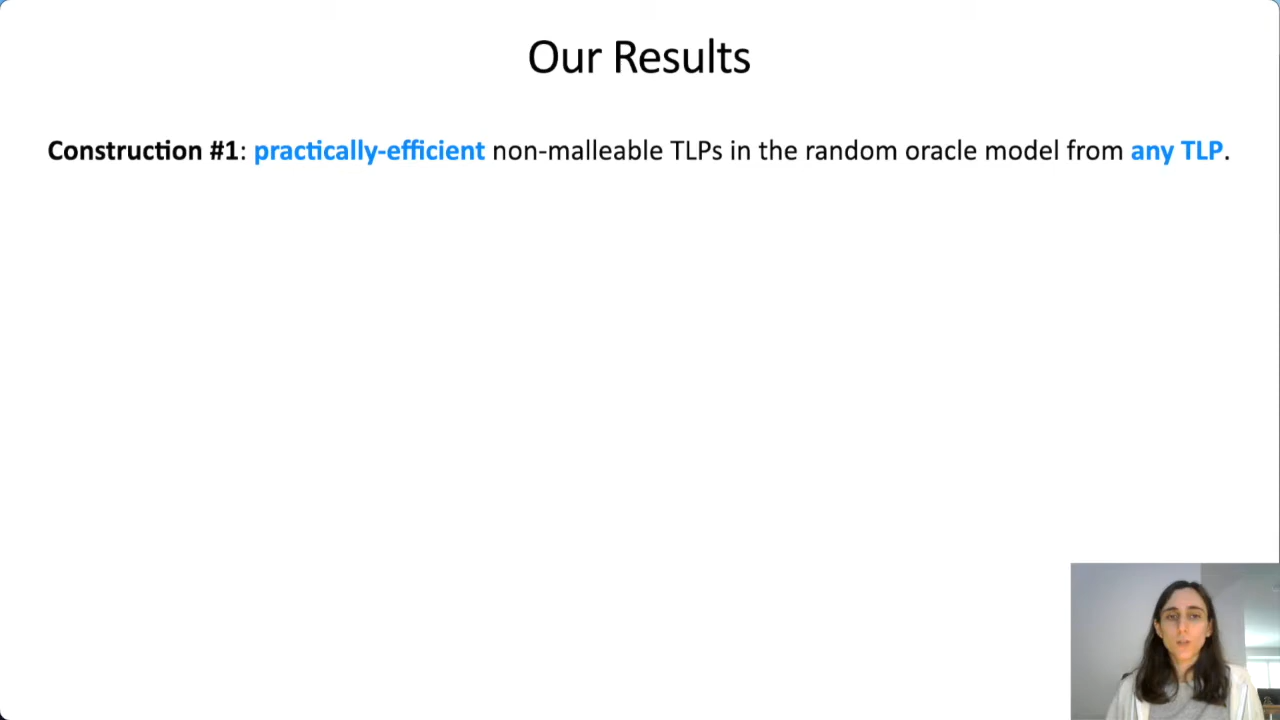 Our Results
Construction #1: practically-efficient non-malleable TLPs in the random oracle model from any TLP.